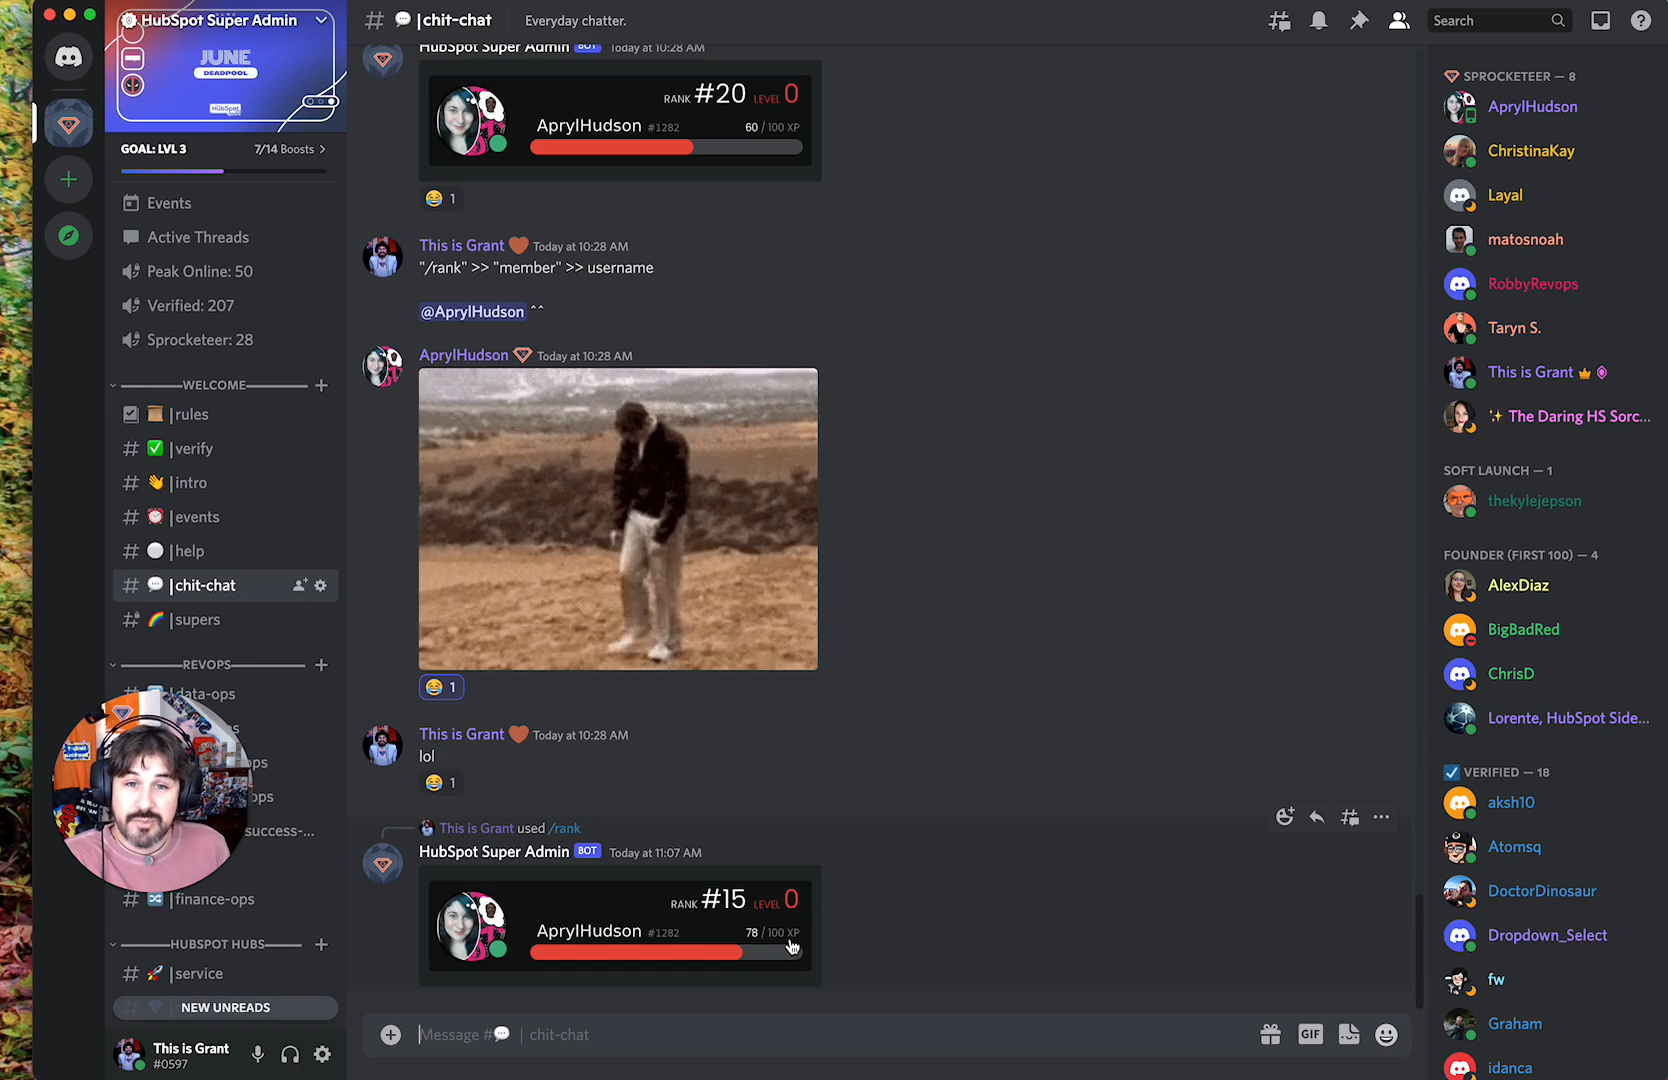 HubSpot Super Admin
JUNE
DEADPOOL
HubSpot
GOAL: LVL 3
7/14 Boosts
Events
Active Threads
Peak Online: 50
Verified: 207
Sprocketeer: 28
WELCOME
| rules
| verify
| intro
| events
| help
| chit-chat
| supers
REVOPS
data-ops
ps
ops
success-...
| finance-ops
HUBSPOT HUBS
| service
NEW UNREADS
This is Grant
#0597
# | chit-chat
Everyday chatter.
Search
HubSpot Super Admin BOT Today at 10:28 AM
RANK #20 LEVEL 0
AprylHudson #1282
60 / 100 XP
1
This is Grant Today at 10:28 AM
"/rank" >> "member" >> username
@AprylHudson ^^
AprylHudson Today at 10:28 AM
1
This is Grant Today at 10:28 AM
lol
1
This is Grant used /rank
HubSpot Super Admin BOT Today at 11:07 AM
RANK #15 LEVEL 0
AprylHudson #1282
78 / 100 XP
Message # | chit-chat
GIF
SPROCKETEER — 8
AprylHudson
ChristinaKay
Layal
matosnoah
RobbyRevops
Taryn S.
This is Grant
The Daring HS Sorc...
SOFT LAUNCH — 1
thekylejepson
FOUNDER (FIRST 100) — 4
AlexDiaz
BigBadRed
ChrisD
Lorente, HubSpot Side...
VERIFIED — 18
aksh10
Atomsq
DoctorDinosaur
Dropdown_Select
fw
Graham
idanca